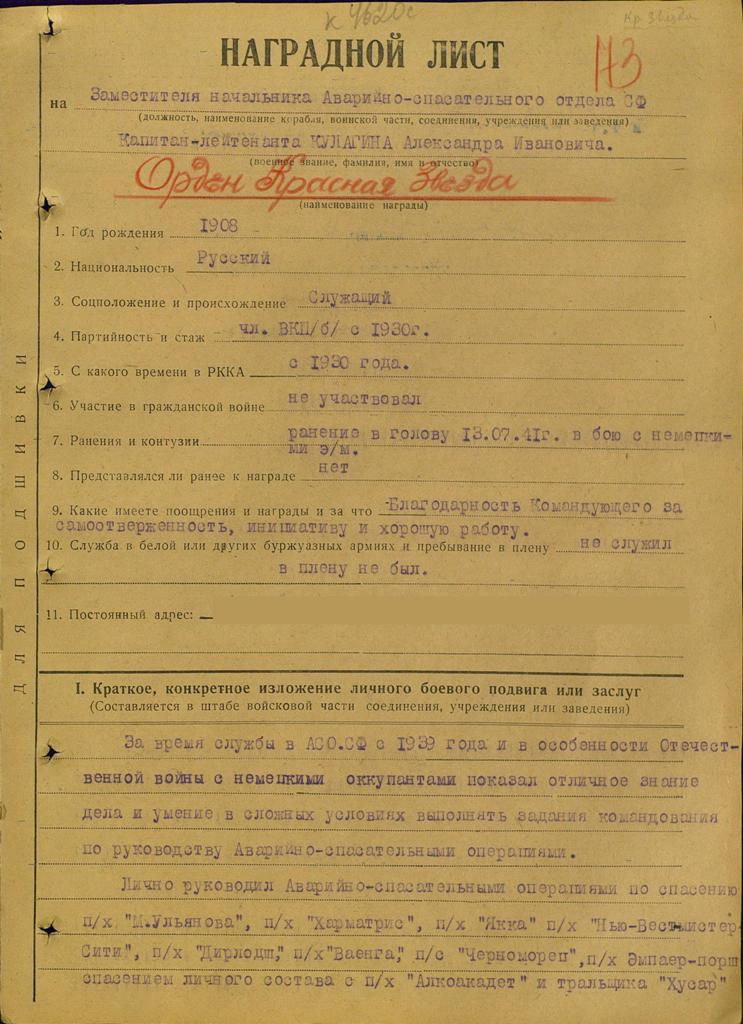 к 4620с
Кр. Звезда
НАГРАДНОЙ ЛИСТ
на Заместителя начальника Аварийно-спасательного отдела СФ
(должность, наименование корабля, воинской части, соединения, учреждения или заведения)
Капитан-лейтенанта КУЛАГИНА Александра Ивановича.
(военное звание, фамилия, имя и отчество)
Орден Красная Звезда
(наименование награды)
1. Год рождения 1908
2. Национальность Русский
3. Соцположение и происхождение Служащий
4. Партийность и стаж чл. ВКП/б/ с 1930г.
5. С какого времени в РККА с 1930 года.
6. Участие в гражданской войне не участвовал
7. Ранения и контузии ранение в голову 13.07.41г. в бою с немецки-
ми э/м.
8. Представлялся ли ранее к награде нет
9. Какие имеете поощрения и награды и за что Благодарность Командующего за
самоотверженность, инициативу и хорошую работу.
10. Служба в белой или других буржуазных армиях и пребывание в плену не служил
в плену не был.
11. Постоянный адрес: —
ДЛЯ ПОДШИВКИ
I. Краткое, конкретное изложение личного боевого подвига или заслуг
(Составляется в штабе войсковой части соединения, учреждения или заведения)
За время службы в АСО.СФ с 1939 года и в особенности Отечест-
венной войны с немецкими оккупантами показал отличное знание
дела и умение в сложных условиях выполнять задания командования
по руководству Аварийно-спасательными операциями.
Лично руководил Аварийно-спасательными операциями по спасению
п/х "М.Ульянова", п/х "Харматрис", п/х "Якка" п/х "Нью-Вестмистер
Сити", п/х "Дирлодш," п/х"Ваенга," п/с "Черноморец",п/х Эмпаер-порш
спасением личного состава с п/х "Алкоакадет" и тральщика "Хусар"